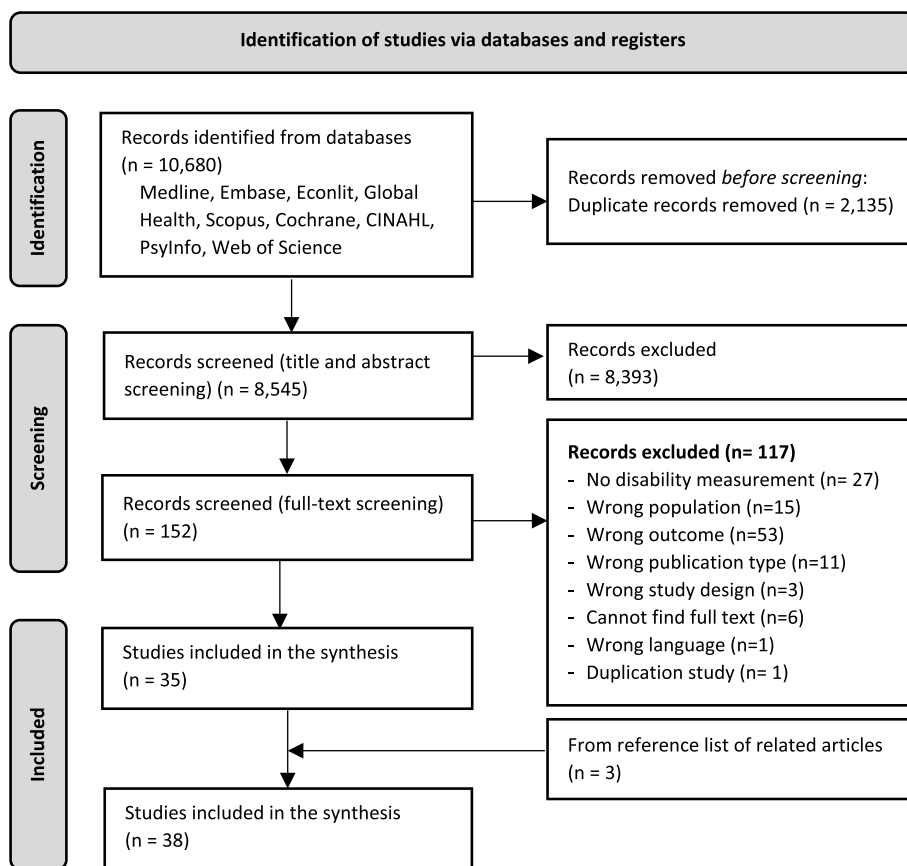 Identification of studies via databases and registers
Identification
Records identified from databases
(n = 10,680)
Medline, Embase, Econlit, Global
Health, Scopus, Cochrane, CINAHL,
PsyInfo, Web of Science
Records removed before screening:
Duplicate records removed (n = 2,135)
Screening
Records screened (title and abstract
screening) (n = 8,545)
Records excluded
(n = 8,393)
Records screened (full-text screening)
(n = 152)
Records excluded (n= 117)
- No disability measurement (n= 27)
- Wrong population (n=15)
- Wrong outcome (n=53)
- Wrong publication type (n=11)
- Wrong study design (n=3)
- Cannot find full text (n=6)
- Wrong language (n=1)
- Duplication study (n= 1)
Included
Studies included in the synthesis
(n = 35)
From reference list of related articles
(n = 3)
Studies included in the synthesis
(n = 38)